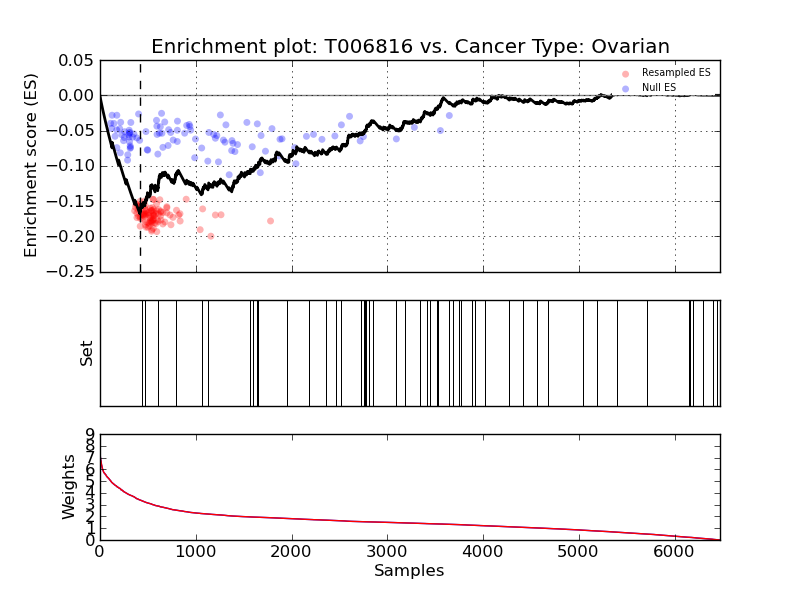 Enrichment plot: T006816 vs. Cancer Type: Ovarian
Enrichment score (ES)
0.05
0.00
−0.05
−0.10
−0.15
−0.20
−0.25
Resampled ES
Null ES
Set
Weights
9
8
7
6
5
4
3
2
1
0
0 1000 2000 3000 4000 5000 6000
Samples